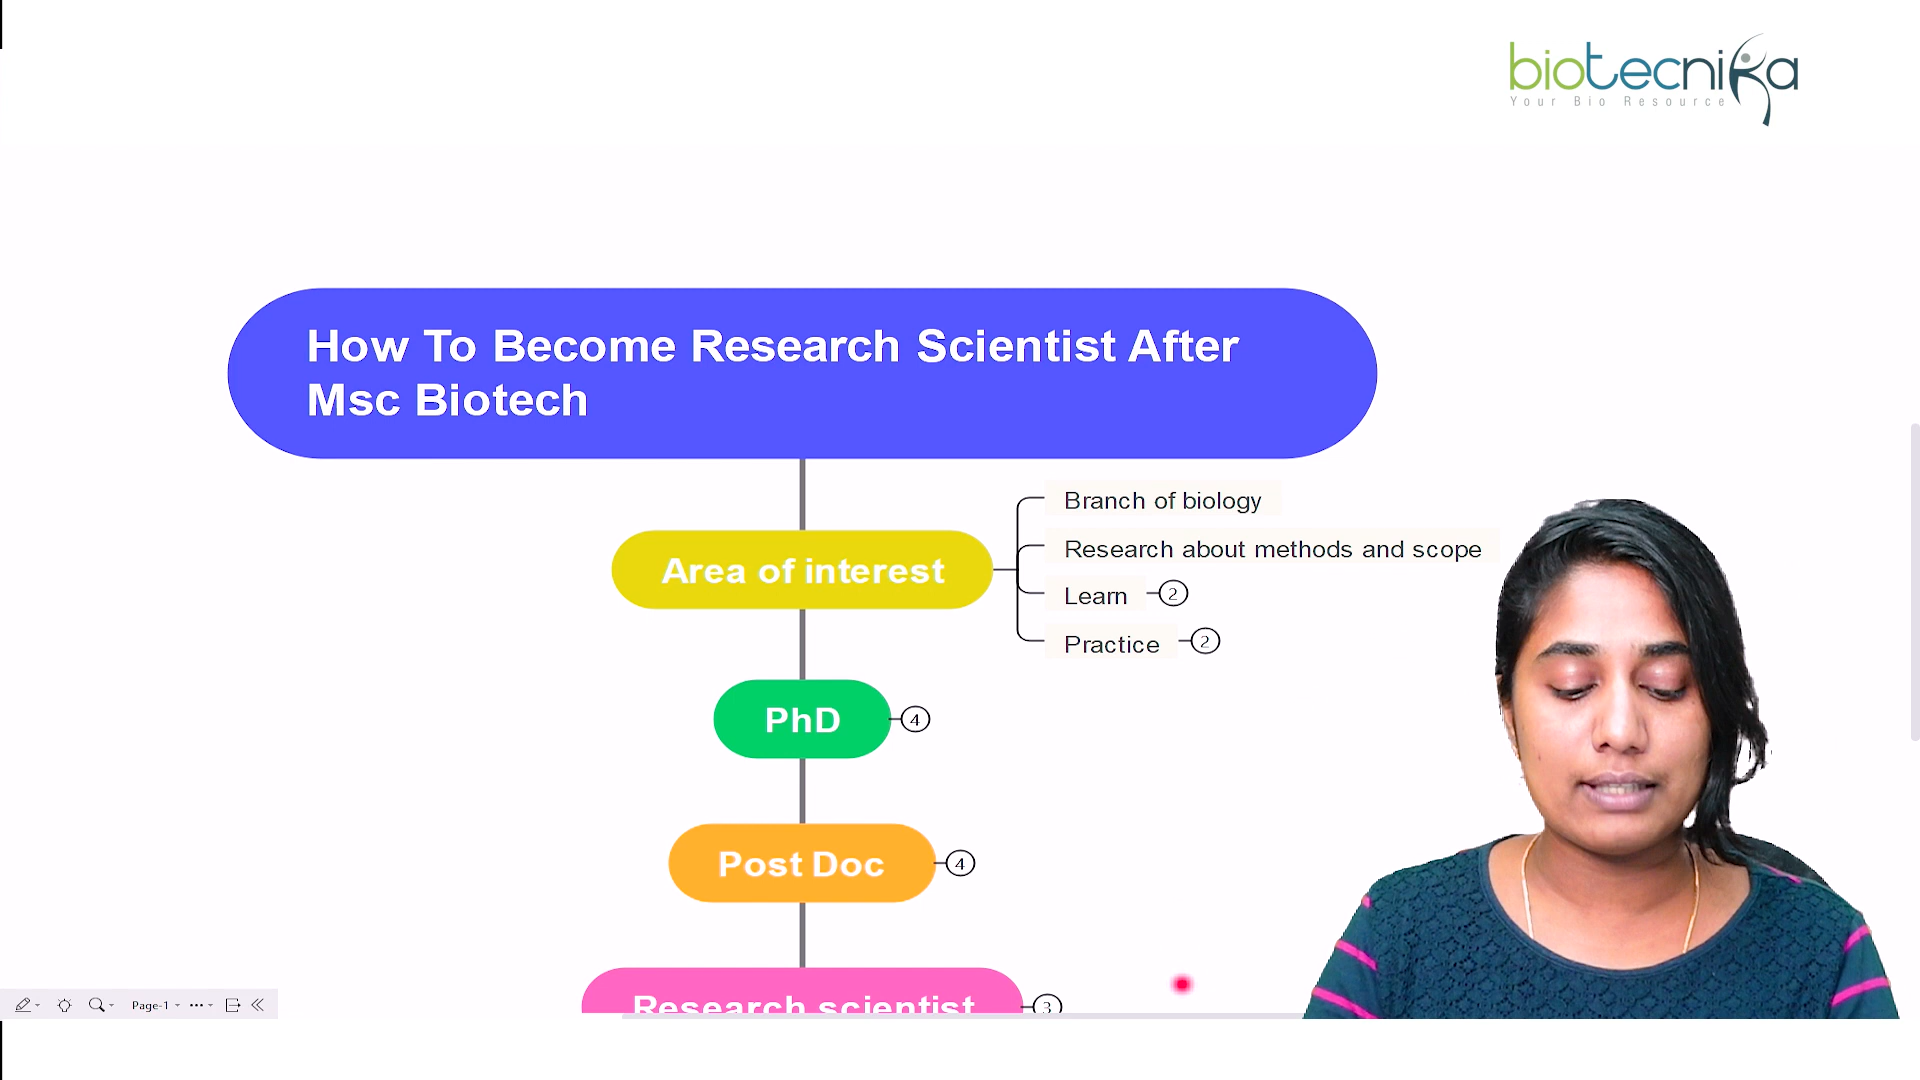 biotecnika
Your Bio Resource
How To Become Research Scientist After
Msc Biotech
Branch of biology
Research about methods and scope
Area of interest
Learn 2
Practice 2
PhD 4
Post Doc 4
Research scientist 3
Page-1